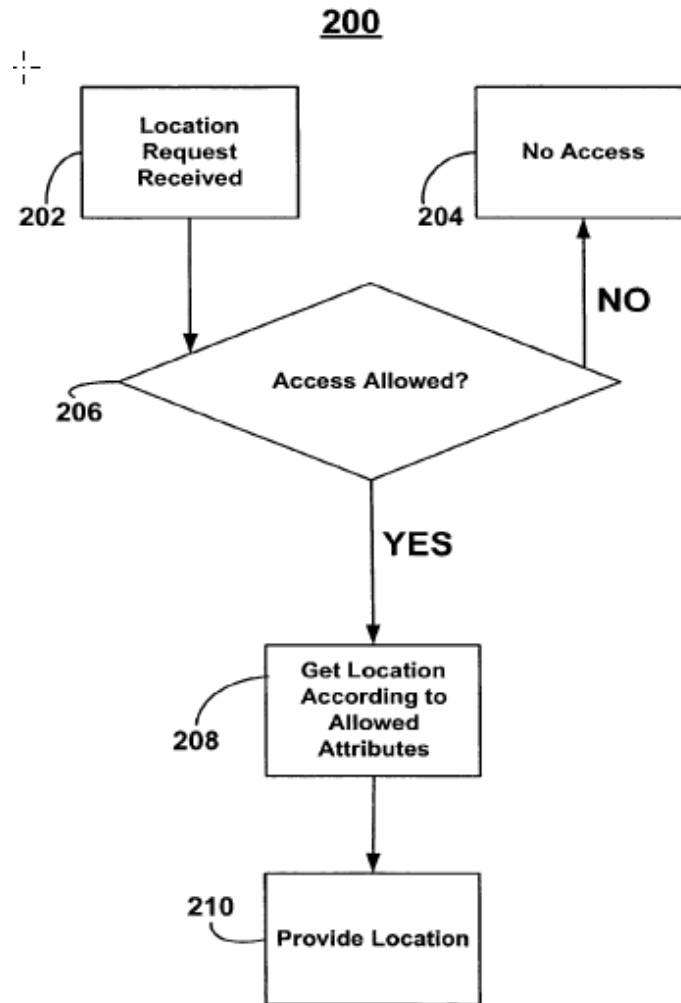 200
Location
Request
Received
202
No Access
204
NO
Access Allowed?
206
YES
Get Location
According to
Allowed
Attributes
208
210
Provide Location